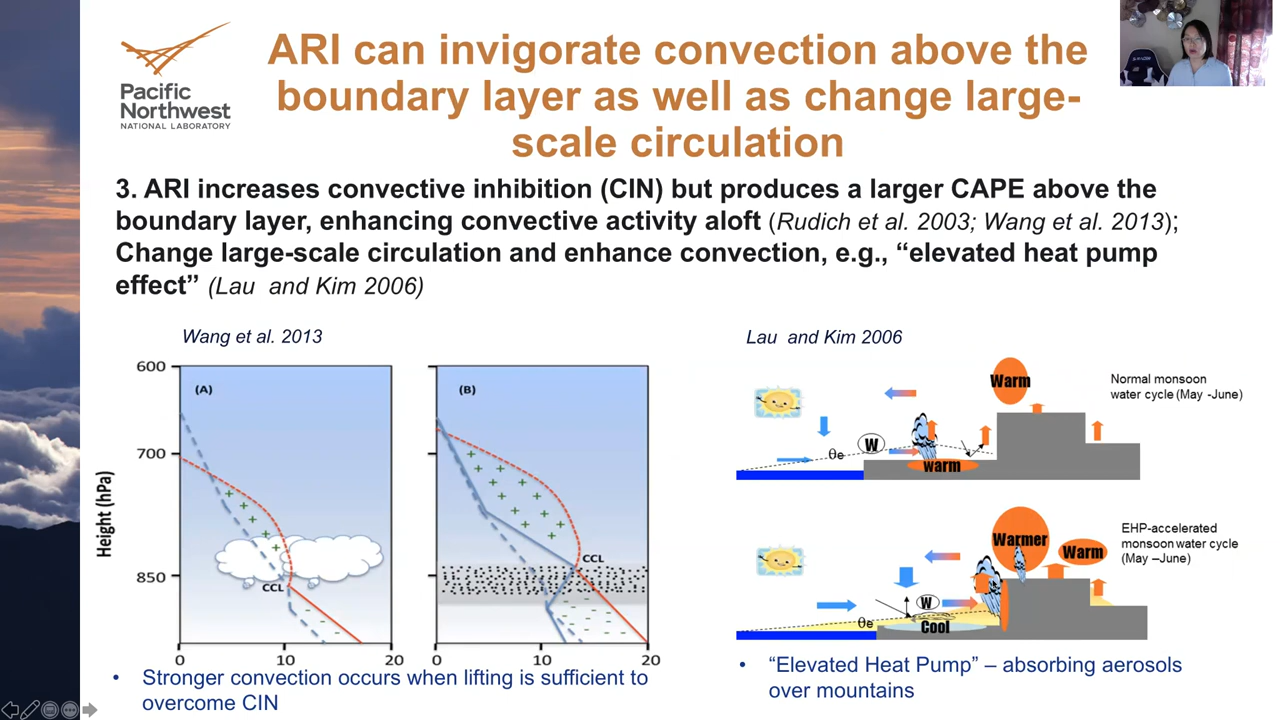 Pacific
Northwest
NATIONAL LABORATORY
ARI can invigorate convection above the
boundary layer as well as change large-
scale circulation
3. ARI increases convective inhibition (CIN) but produces a larger CAPE above the
boundary layer, enhancing convective activity aloft (Rudich et al. 2003; Wang et al. 2013);
Change large-scale circulation and enhance convection, e.g., “elevated heat pump
effect” (Lau and Kim 2006)
Wang et al. 2013
600
700
850
Height (hPa)
(A)
CCL
0
10
20
(B)
CCL
0
10
20
• Stronger convection occurs when lifting is sufficient to
overcome CIN
Lau and Kim 2006
Warm
Normal monsoon
water cycle (May -June)
W
θe
warm
Warmer
Warm
EHP-accelerated
monsoon water cycle
(May –June)
W
θe
Cool
• “Elevated Heat Pump” – absorbing aerosols
over mountains